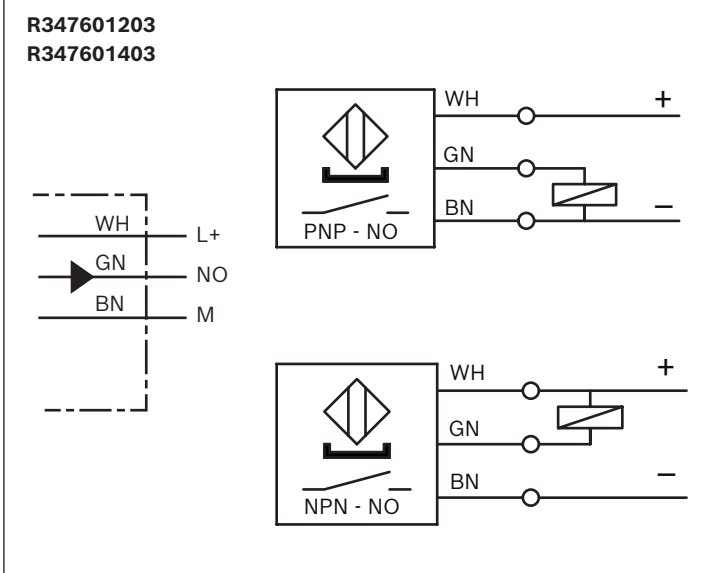 R347601203
R347601403
WH
L+
GN
NO
BN
M
WH
+
GN
BN
–
PNP - NO
WH
+
GN
BN
–
NPN - NO